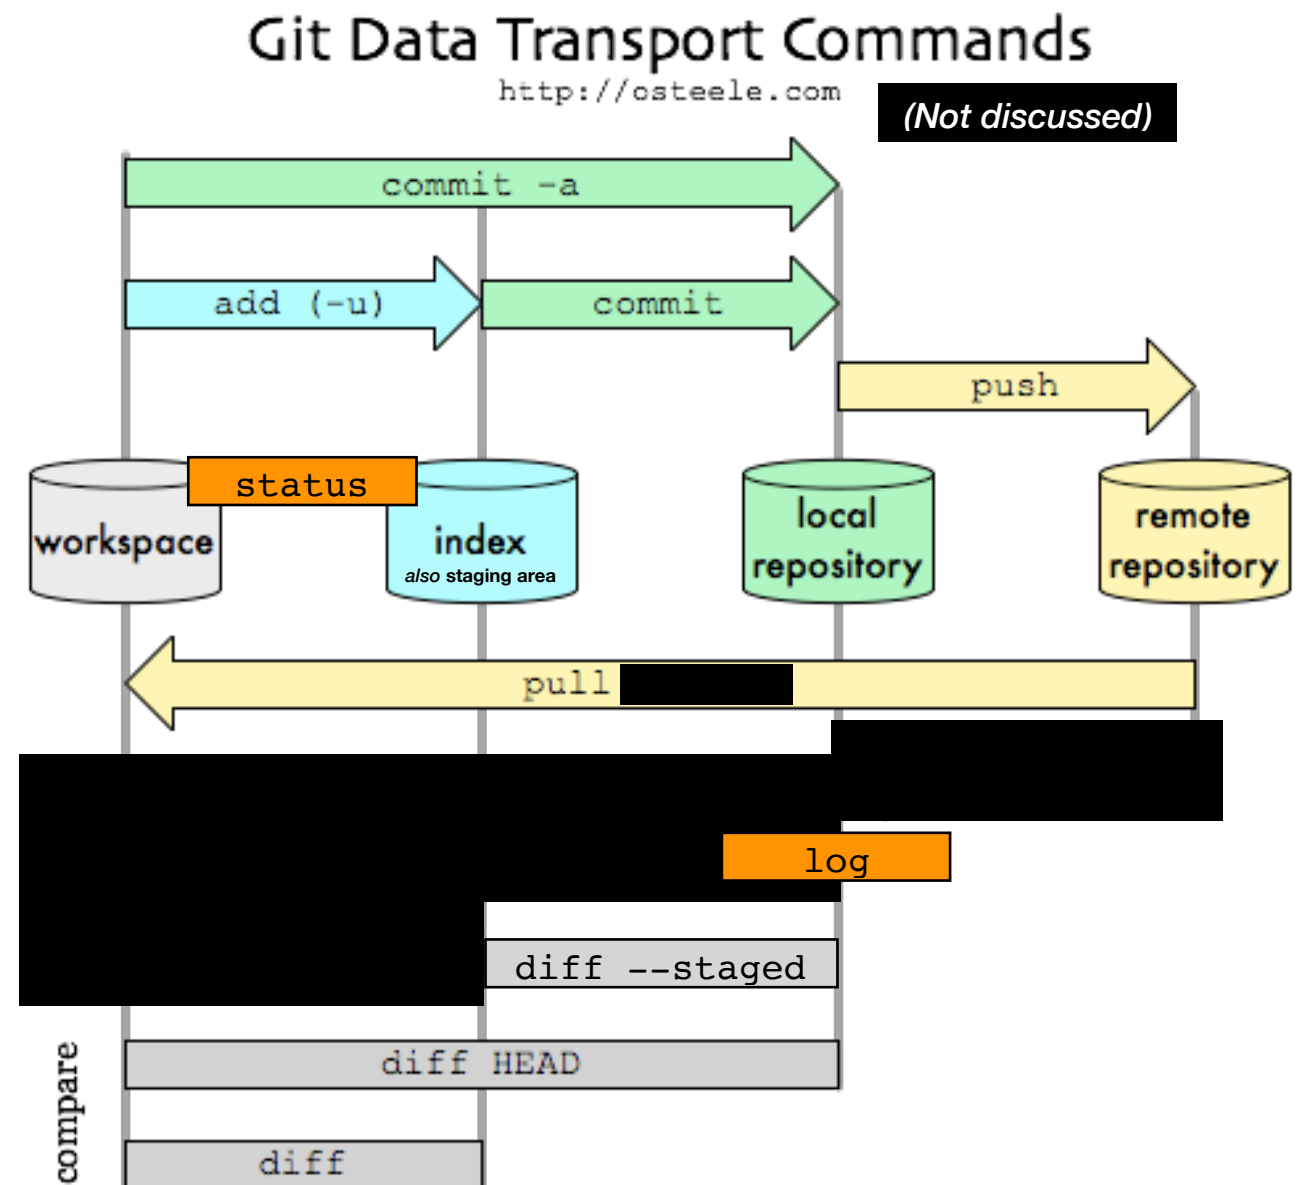 Git Data Transport Commands
http://osteele.com
(Not discussed)
commit -a
add (-u)
commit
push
status
workspace
index
also staging area
local
repository
remote
repository
pull
log
diff --staged
compare
diff HEAD
diff